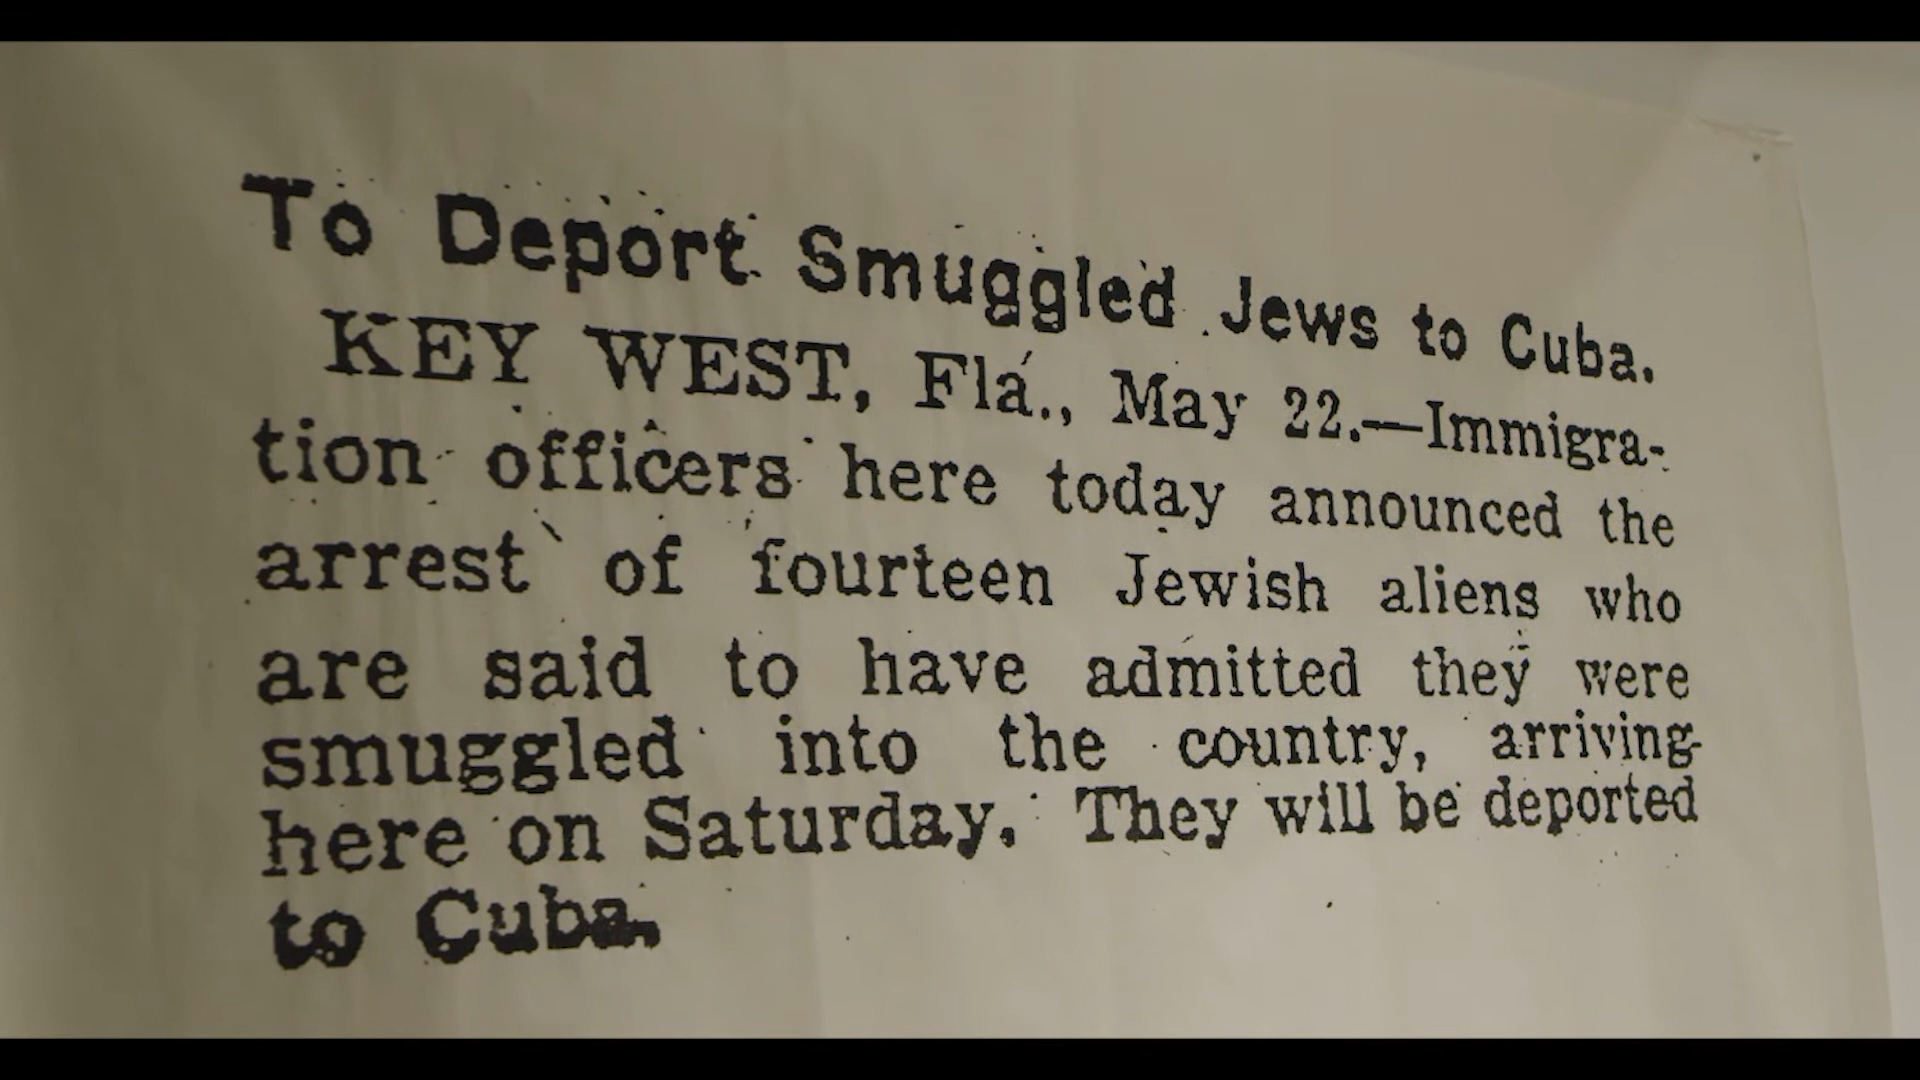 To Deport Smuggled Jews to Cuba.
KEY WEST, Fla., May 22.—Immigra-
tion officers here today announced the
arrest of fourteen Jewish aliens who
are said to have admitted they were
smuggled into the country, arriving
here on Saturday. They will be deported
to Cuba.